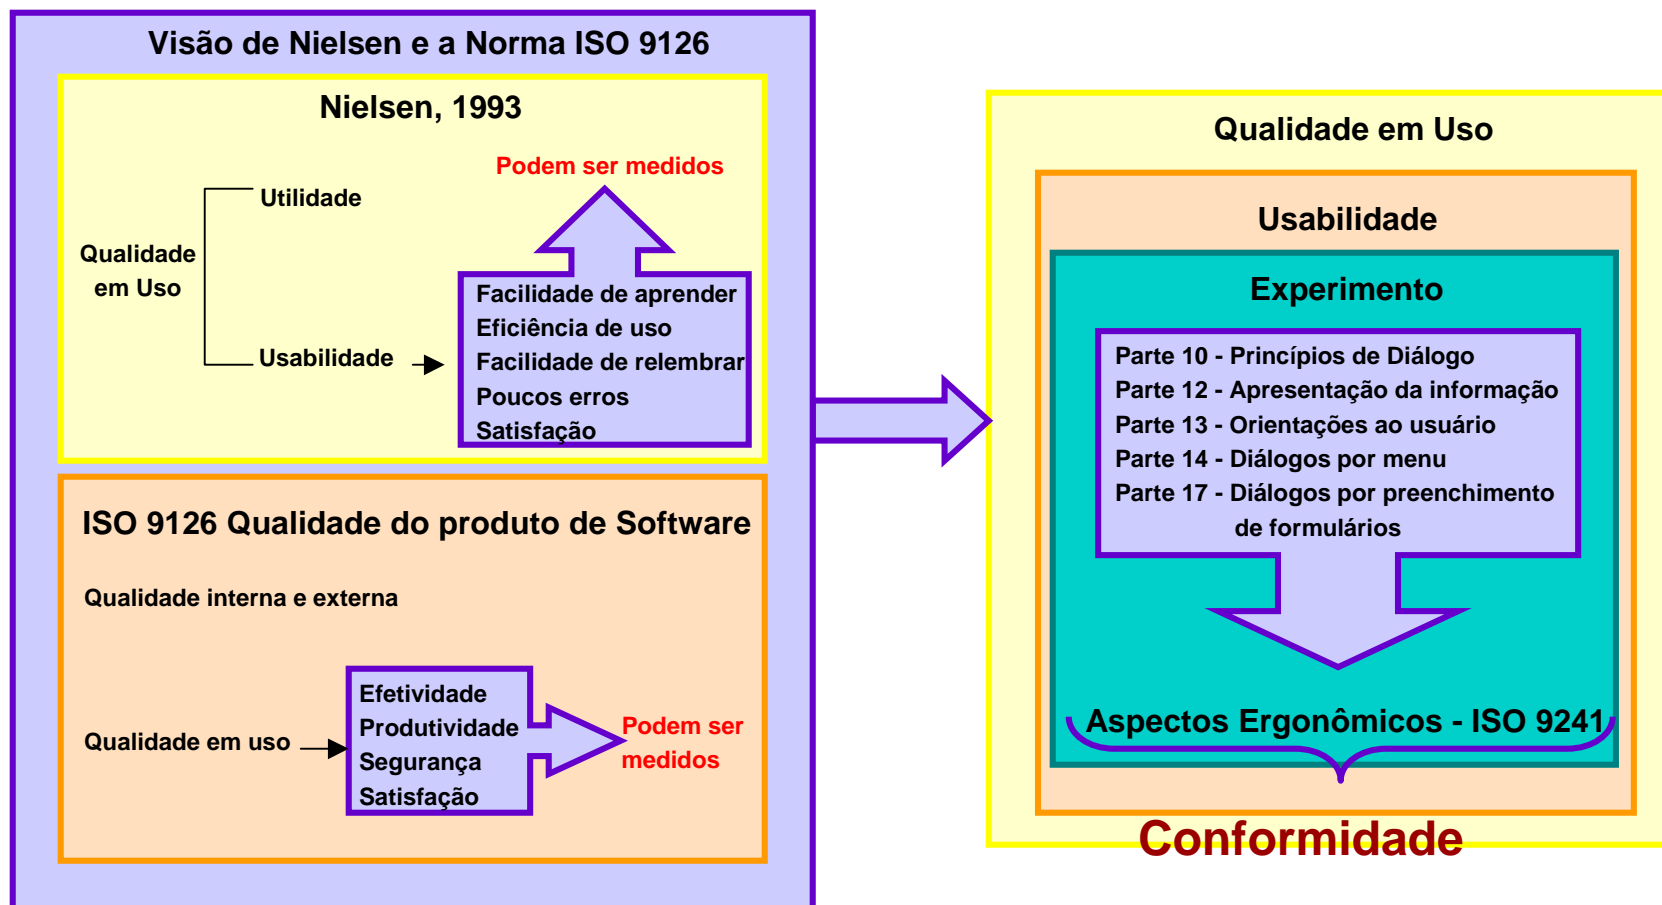 Visão de Nielsen e a Norma ISO 9126
Nielsen, 1993
Podem ser medidos
Utilidade
Qualidade
em Uso
Usabilidade
Facilidade de aprender
Eficiência de uso
Facilidade de relembrar
Poucos erros
Satisfação
ISO 9126 Qualidade do produto de Software
Qualidade interna e externa
Qualidade em uso
Efetividade
Produtividade
Segurança
Satisfação
Podem ser
medidos
Qualidade em Uso
Usabilidade
Experimento
Parte 10 - Princípios de Diálogo
Parte 12 - Apresentação da informação
Parte 13 - Orientações ao usuário
Parte 14 - Diálogos por menu
Parte 17 - Diálogos por preenchimento
de formulários
Aspectos Ergonômicos - ISO 9241
Conformidade